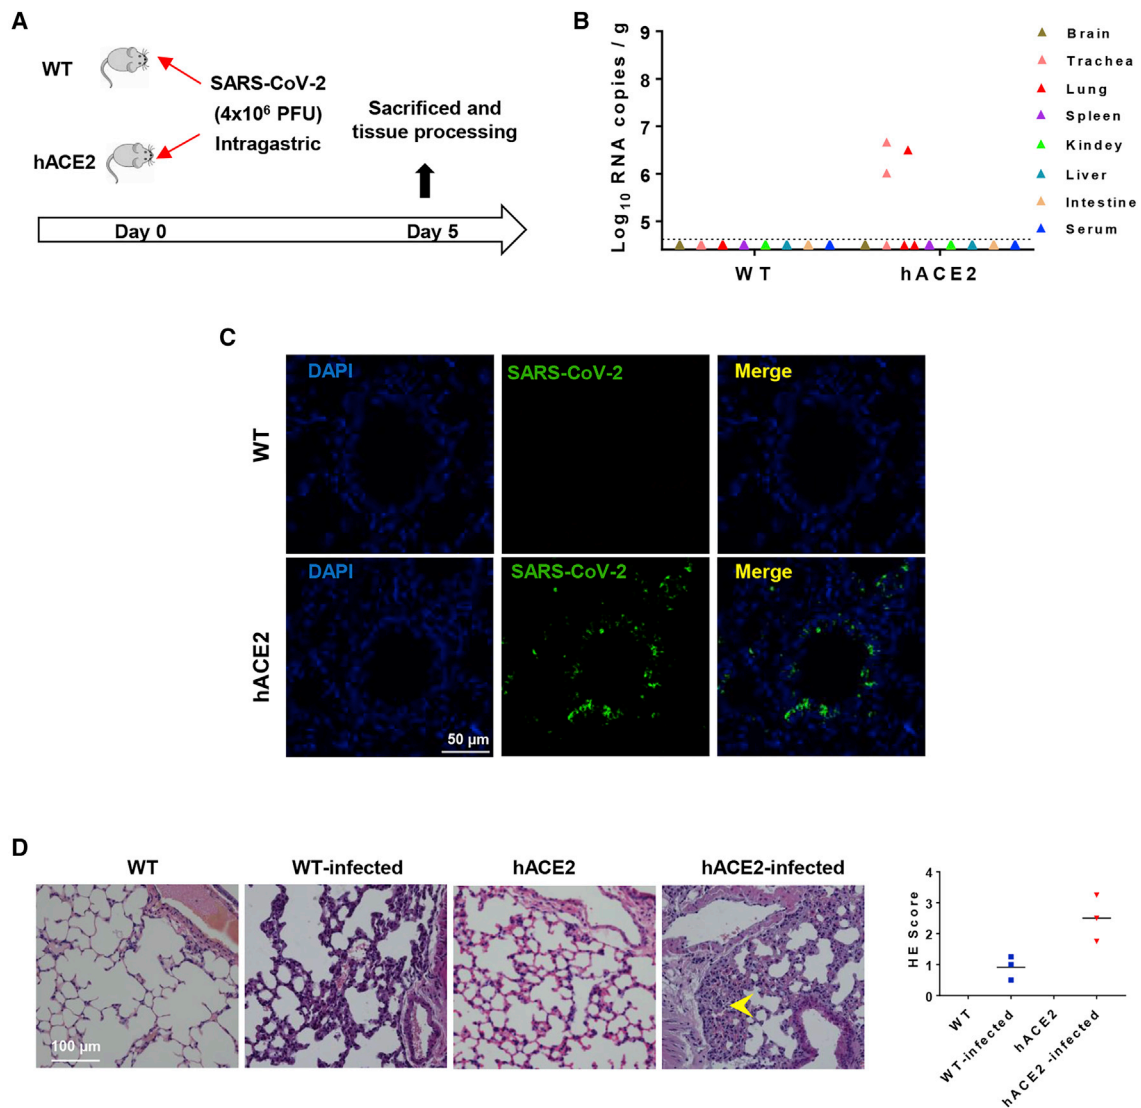 A
WT
hACE2
SARS-CoV-2
(4x10⁶ PFU)
Intragastric
Sacrificed and
tissue processing
Day 0
Day 5
B
Log₁₀ RNA copies / g
9
8
7
6
5
WT
hACE2
Brain
Trachea
Lung
Spleen
Kindey
Liver
Intestine
Serum
C
WT
DAPI
SARS-CoV-2
Merge
hACE2
DAPI
SARS-CoV-2
Merge
50 µm
D
WT
WT-infected
hACE2
hACE2-infected
100 µm
HE Score
4
3
2
1
0
WT
WT-infected
hACE2
hACE2-infected